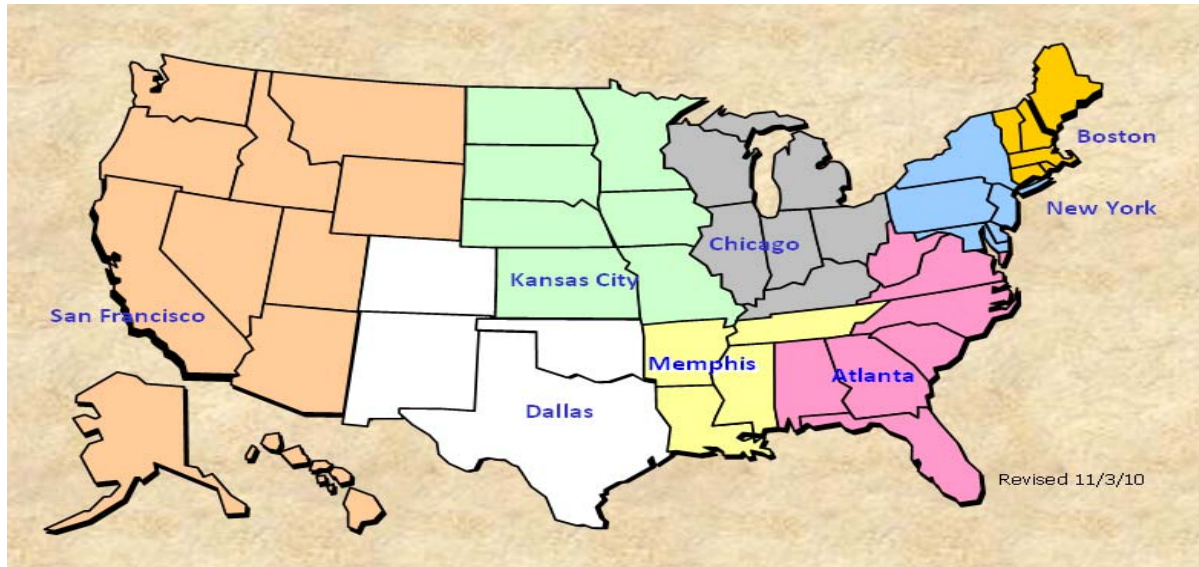 Boston
New York
Chicago
Kansas City
San Francisco
Memphis
Atlanta
Dallas
Revised 11/3/10